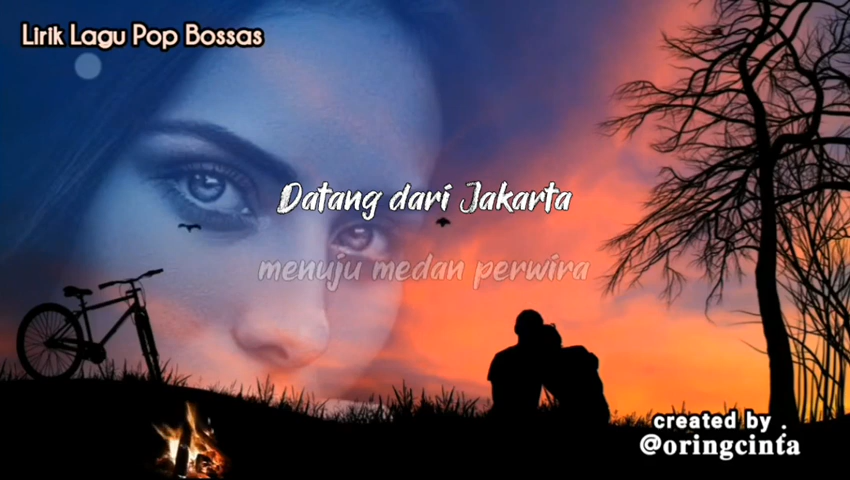 Lirik Lagu Pop Bossas
Datang dari Jakarta
menuju medan perwira
created by .
@oringcinta